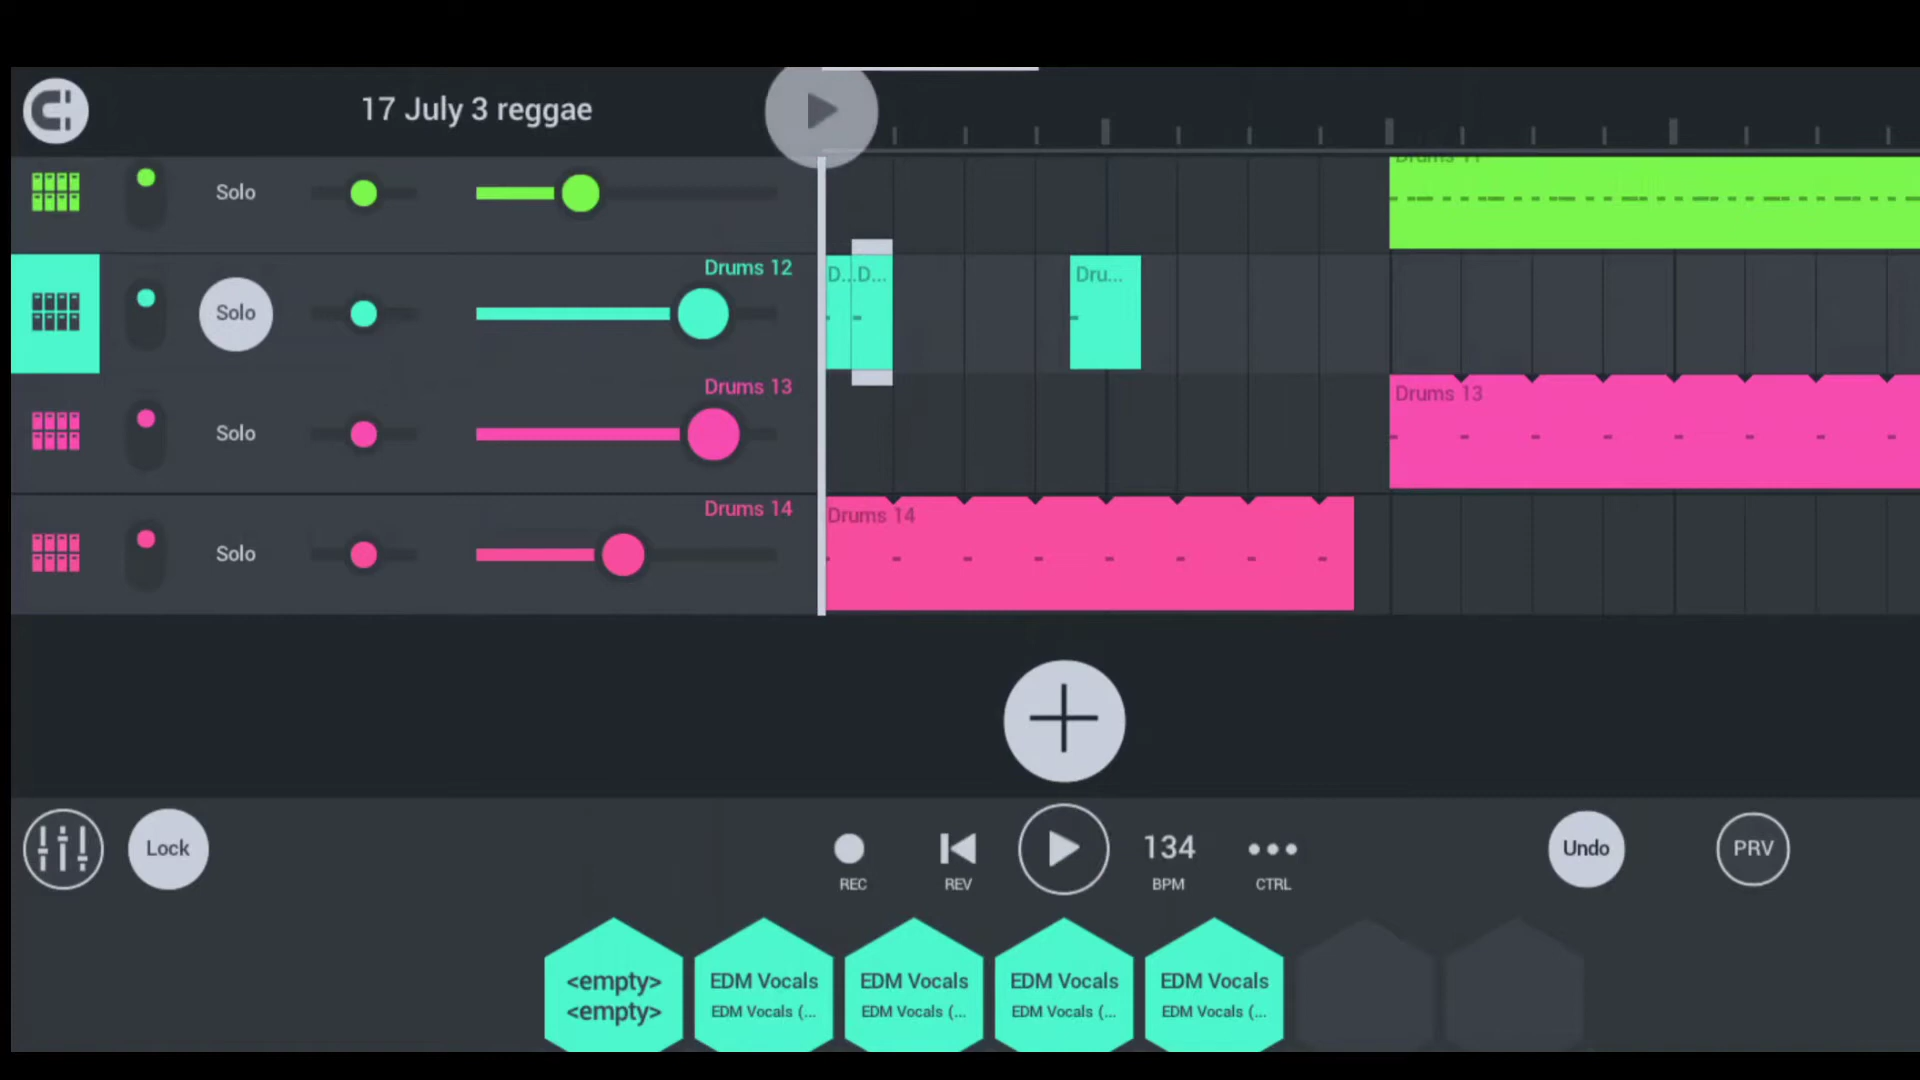 17 July 3 reggae
Drums 11
Solo
Drums 12
D...D...
Dru...
Solo
Drums 13
Drums 13
Solo
Drums 14
Drums 14
Solo
Lock
134
Undo
PRV
REC
REV
BPM
CTRL
<empty>
EDM Vocals
EDM Vocals
EDM Vocals
EDM Vocals
<empty>
EDM Vocals (...
EDM Vocals (...
EDM Vocals (...
EDM Vocals (...